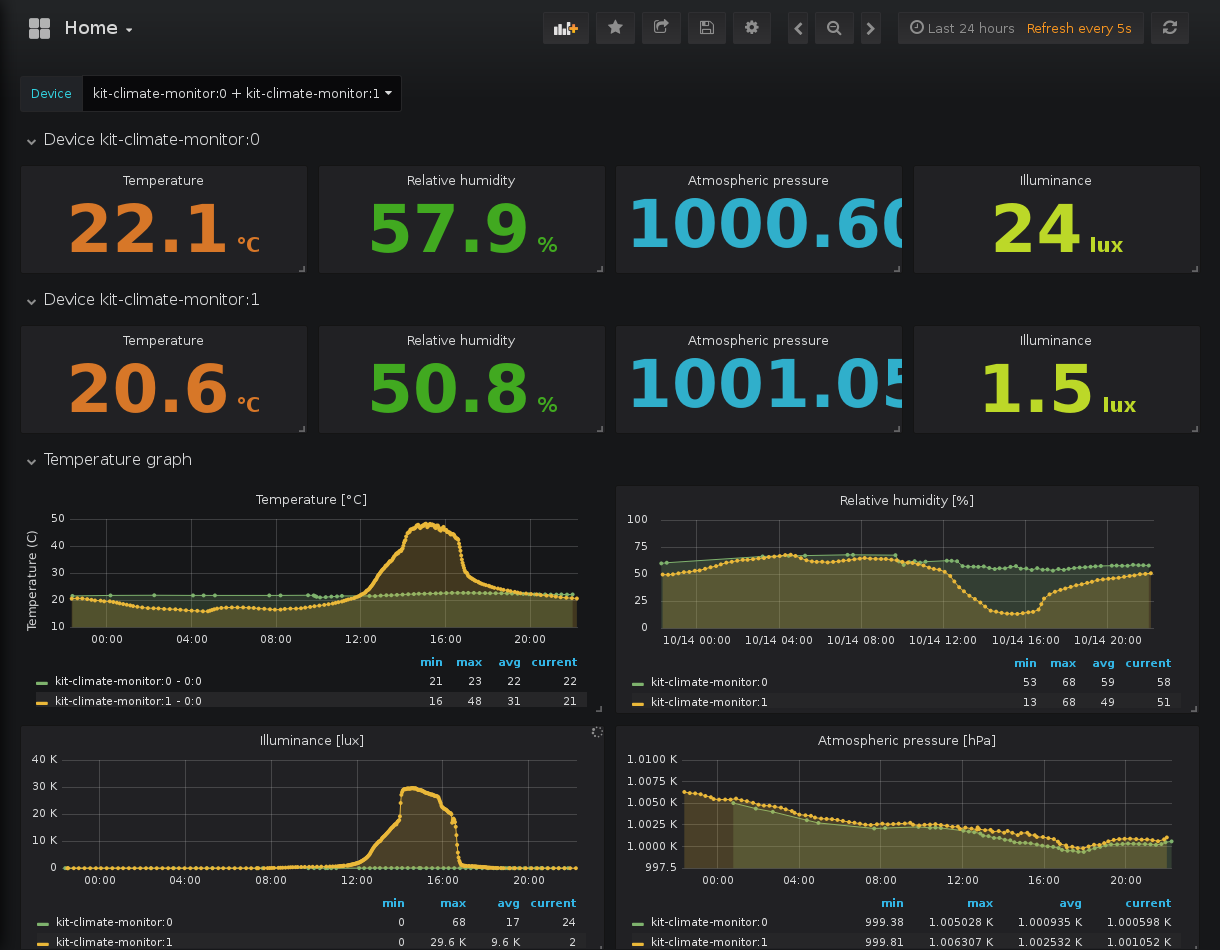 Home
Last 24 hours Refresh every 5s
Device kit-climate-monitor:0 + kit-climate-monitor:1
Device kit-climate-monitor:0
Temperature Relative humidity Atmospheric pressure Illuminance
22.1 °C 57.9 % 1000.60 24 lux
Device kit-climate-monitor:1
Temperature Relative humidity Atmospheric pressure Illuminance
20.6 °C 50.8 % 1001.05 1.5 lux
Temperature graph
Temperature [°C]
Temperature (C)
50
40
30
20
10
00:00 04:00 08:00 12:00 16:00 20:00
min max avg current
kit-climate-monitor:0 - 0:0 21 23 22 22
kit-climate-monitor:1 - 0:0 16 48 31 21
Relative humidity [%]
100
75
50
25
0
10/14 00:00 10/14 04:00 10/14 08:00 10/14 12:00 10/14 16:00 10/14 20:00
min max avg current
kit-climate-monitor:0 53 68 59 58
kit-climate-monitor:1 13 68 49 51
Illuminance [lux]
40 K
30 K
20 K
10 K
0
00:00 04:00 08:00 12:00 16:00 20:00
min max avg current
kit-climate-monitor:0 0 68 17 24
kit-climate-monitor:1 0 29.6 K 9.6 K 2
Atmospheric pressure [hPa]
1.0100 K
1.0075 K
1.0050 K
1.0025 K
1.0000 K
997.5
00:00 04:00 08:00 12:00 16:00 20:00
min max avg current
kit-climate-monitor:0 999.38 1.005028 K 1.000935 K 1.000598 K
kit-climate-monitor:1 999.81 1.006307 K 1.002532 K 1.001052 K